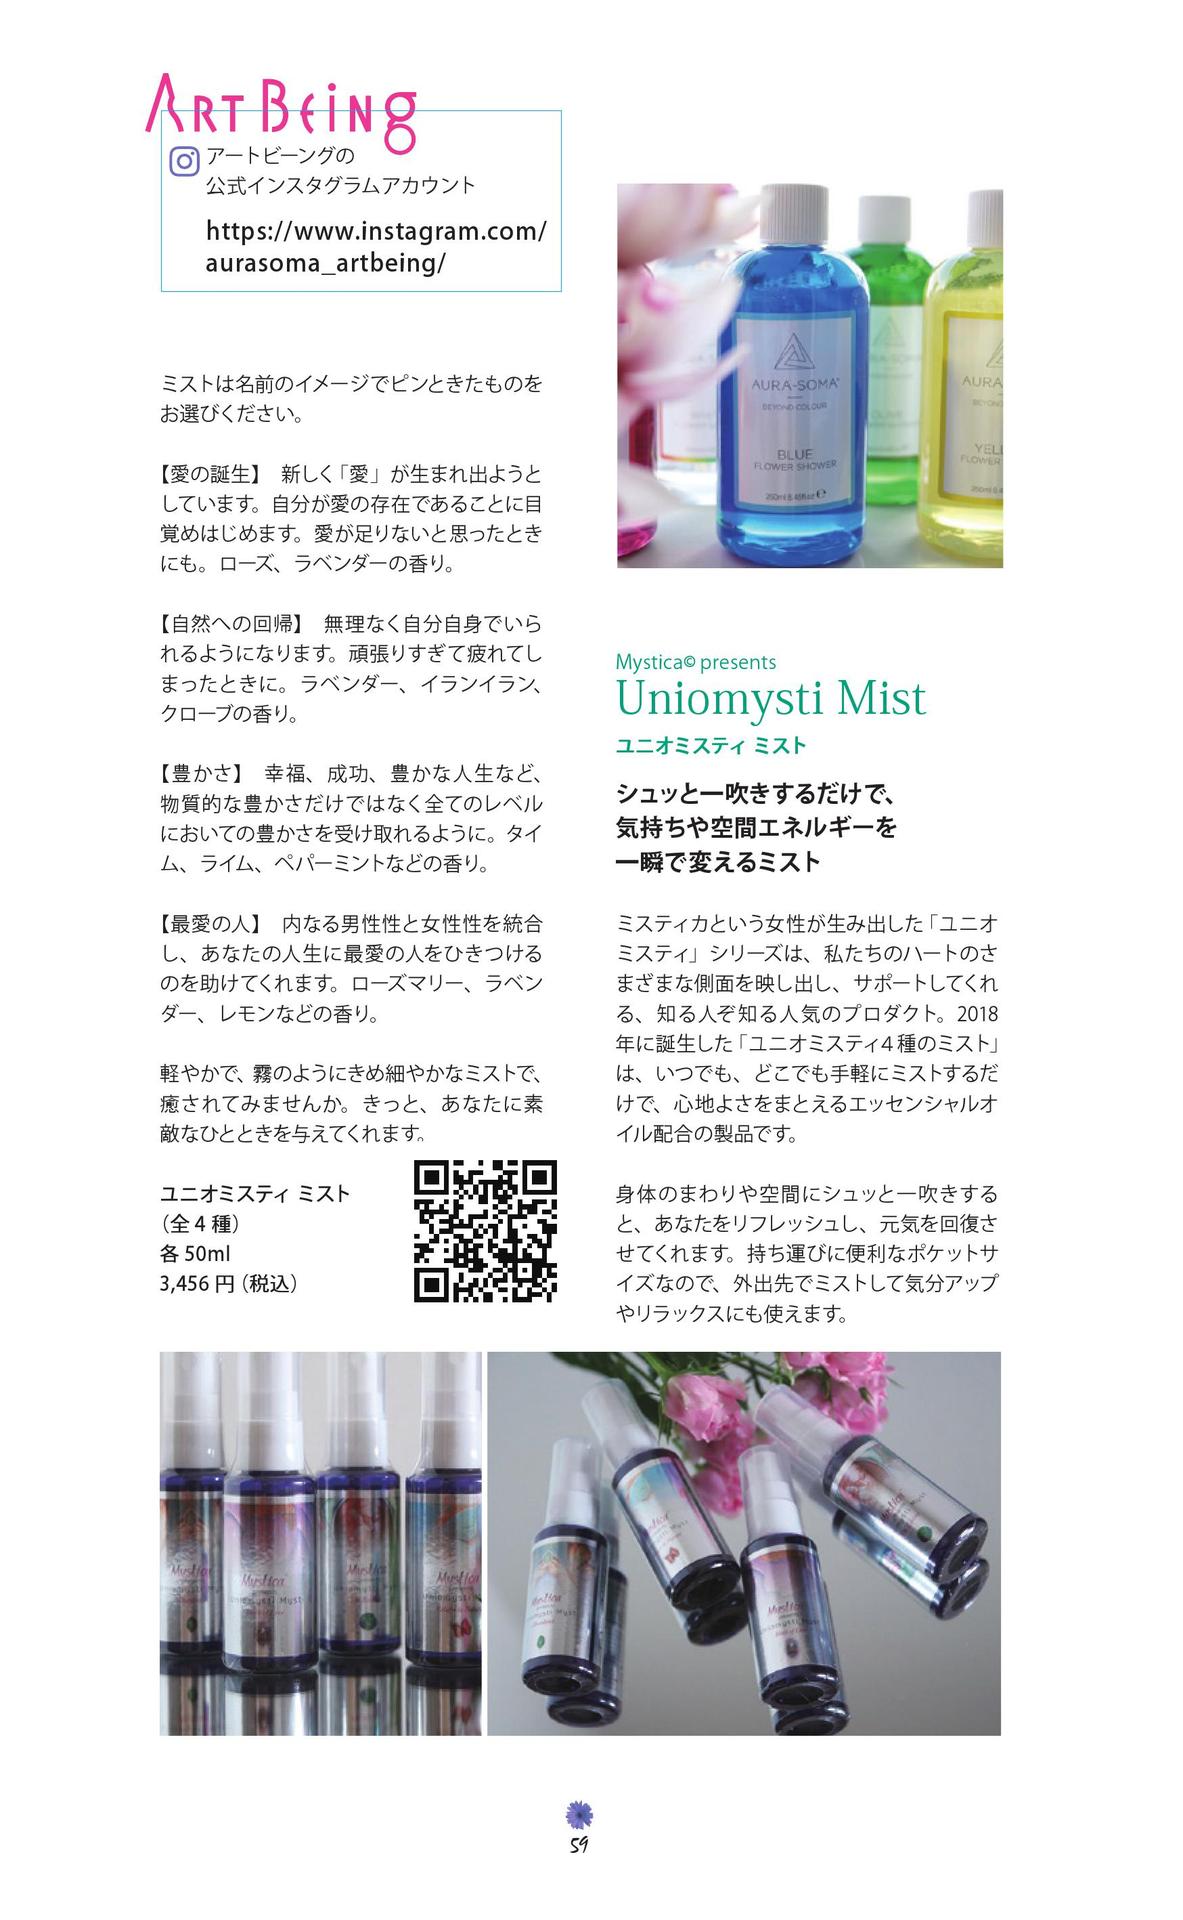 ART BEiNg
アートビーングの
公式インスタグラムアカウント
https://www.instagram.com/
aurasoma_artbeing/
AURA-SOMA
BEYOND COLOUR
BLUE
FLOWER SHOWER
250ml 8.45fl oz ℮
Mystica© presents
Uniomysti Mist
ユニオミスティ ミスト
シュッと一吹きするだけで、
気持ちや空間エネルギーを
一瞬で変えるミスト
ミスティカという女性が生み出した「ユニオ
ミスティ」シリーズは、私たちのハートのさ
まざまな側面を映し出し、サポートしてくれ
る、知る人ぞ知る人気のプロダクト。2018
年に誕生した「ユニオミスティ4種のミスト」
は、いつでも、どこでも手軽にミストするだ
けで、心地よさをまとえるエッセンシャルオ
イル配合の製品です。
身体のまわりや空間にシュッと一吹きする
と、あなたをリフレッシュし、元気を回復さ
せてくれます。持ち運びに便利なポケットサ
イズなので、外出先でミストして気分アップ
やリラックスにも使えます。
ミストは名前のイメージでピンときたものを
お選びください。
【愛の誕生】　新しく「愛」が生まれ出ようと
しています。自分が愛の存在であることに目
覚めはじめます。愛が足りないと思ったとき
にも。ローズ、ラベンダーの香り。
【自然への回帰】　無理なく自分自身でいら
れるようになります。頑張りすぎて疲れてし
まったときに。ラベンダー、イランイラン、
クローブの香り。
【豊かさ】　幸福、成功、豊かな人生など、
物質的な豊かさだけではなく全てのレベル
においての豊かさを受け取れるように。タイ
ム、ライム、ペパーミントなどの香り。
【最愛の人】　内なる男性性と女性性を統合
し、あなたの人生に最愛の人をひきつける
のを助けてくれます。ローズマリー、ラベン
ダー、レモンなどの香り。
軽やかで、霧のようにきめ細やかなミストで、
癒されてみませんか。きっと、あなたに素
敵なひとときを与えてくれます。
ユニオミスティ ミスト
（全 4 種）
各 50ml
3,456 円（税込）
Mystica
Mystica
Mystica
59